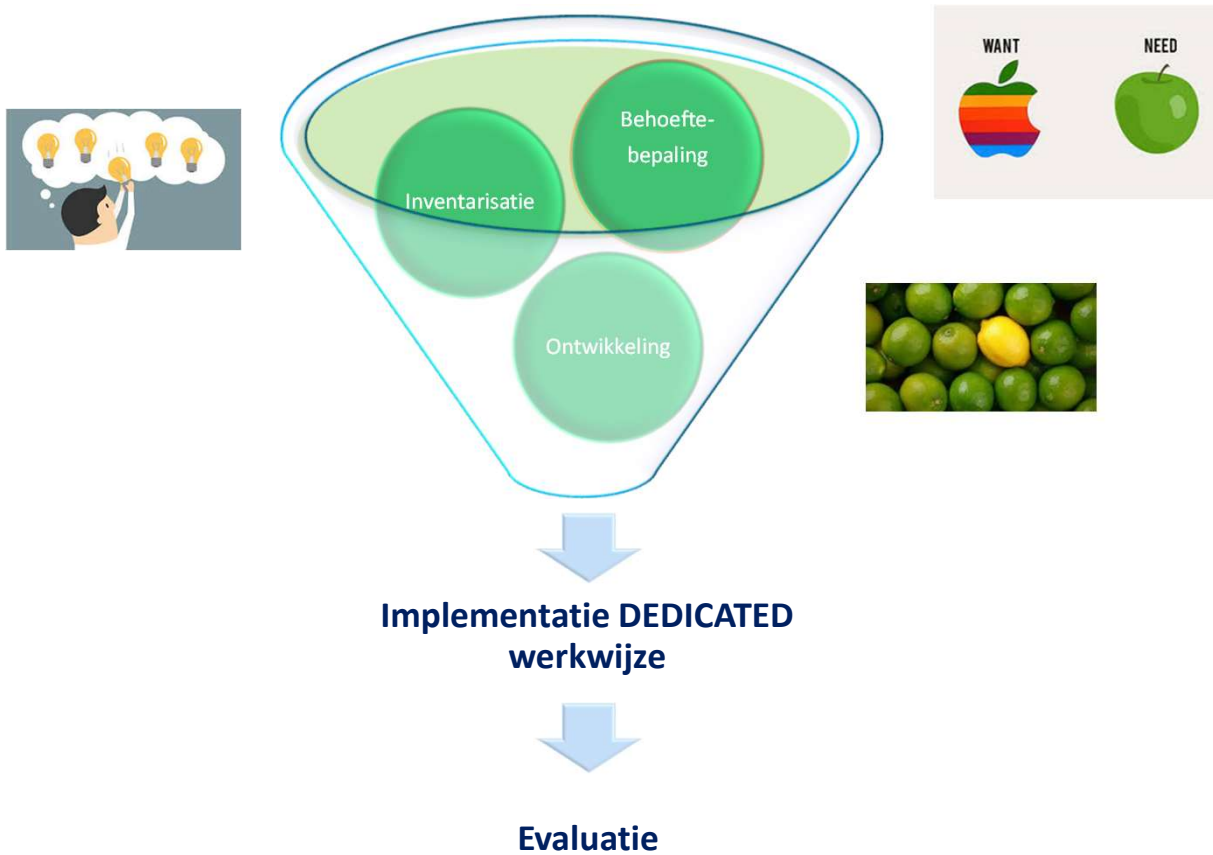 WANT
NEED
Behoefte-
bepaling
Inventarisatie
Ontwikkeling
Implementatie DEDICATED
werkwijze
Evaluatie